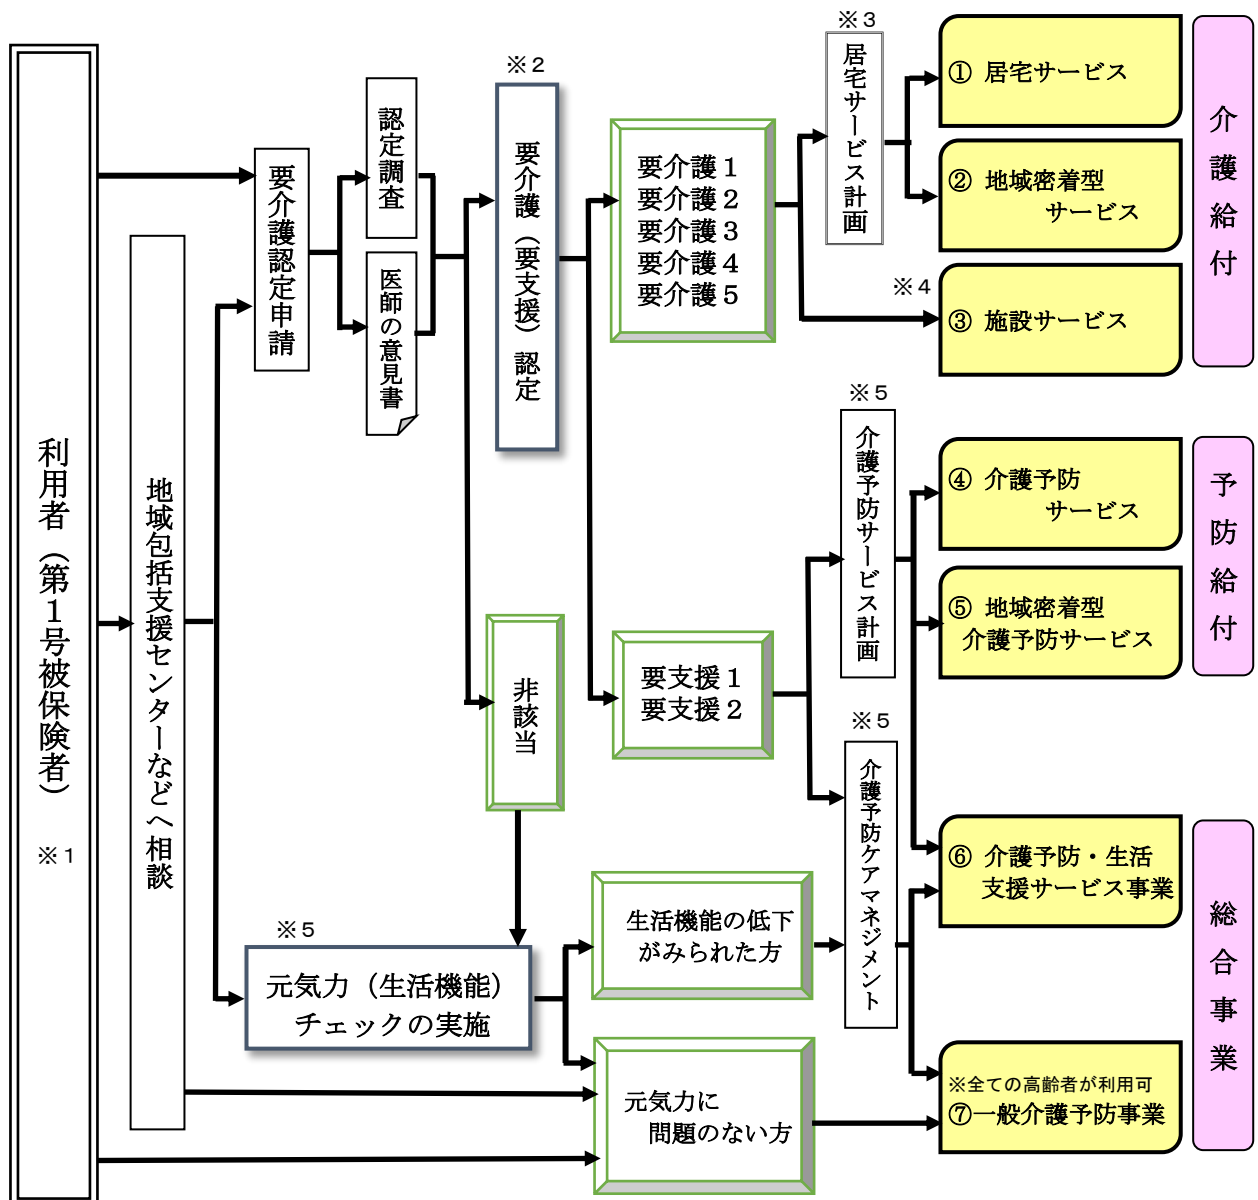 利用者（第１号被保険者）
※１
地域包括支援センターなどへ相談
要介護認定申請
認定調査
医師の意見書
※２
要介護（要支援）認定
非該当
※５
元気力（生活機能）
チェックの実施
要介護１
要介護２
要介護３
要介護４
要介護５
要支援１
要支援２
生活機能の低下
がみられた方
元気力に
問題のない方
※３
居宅サービス計画
※４
※５
介護予防サービス計画
※５
介護予防ケアマネジメント
① 居宅サービス
② 地域密着型
サービス
③ 施設サービス
④ 介護予防
サービス
⑤ 地域密着型
介護予防サービス
⑥ 介護予防・生活
支援サービス事業
※全ての高齢者が利用可
⑦一般介護予防事業
介護給付
予防給付
総合事業